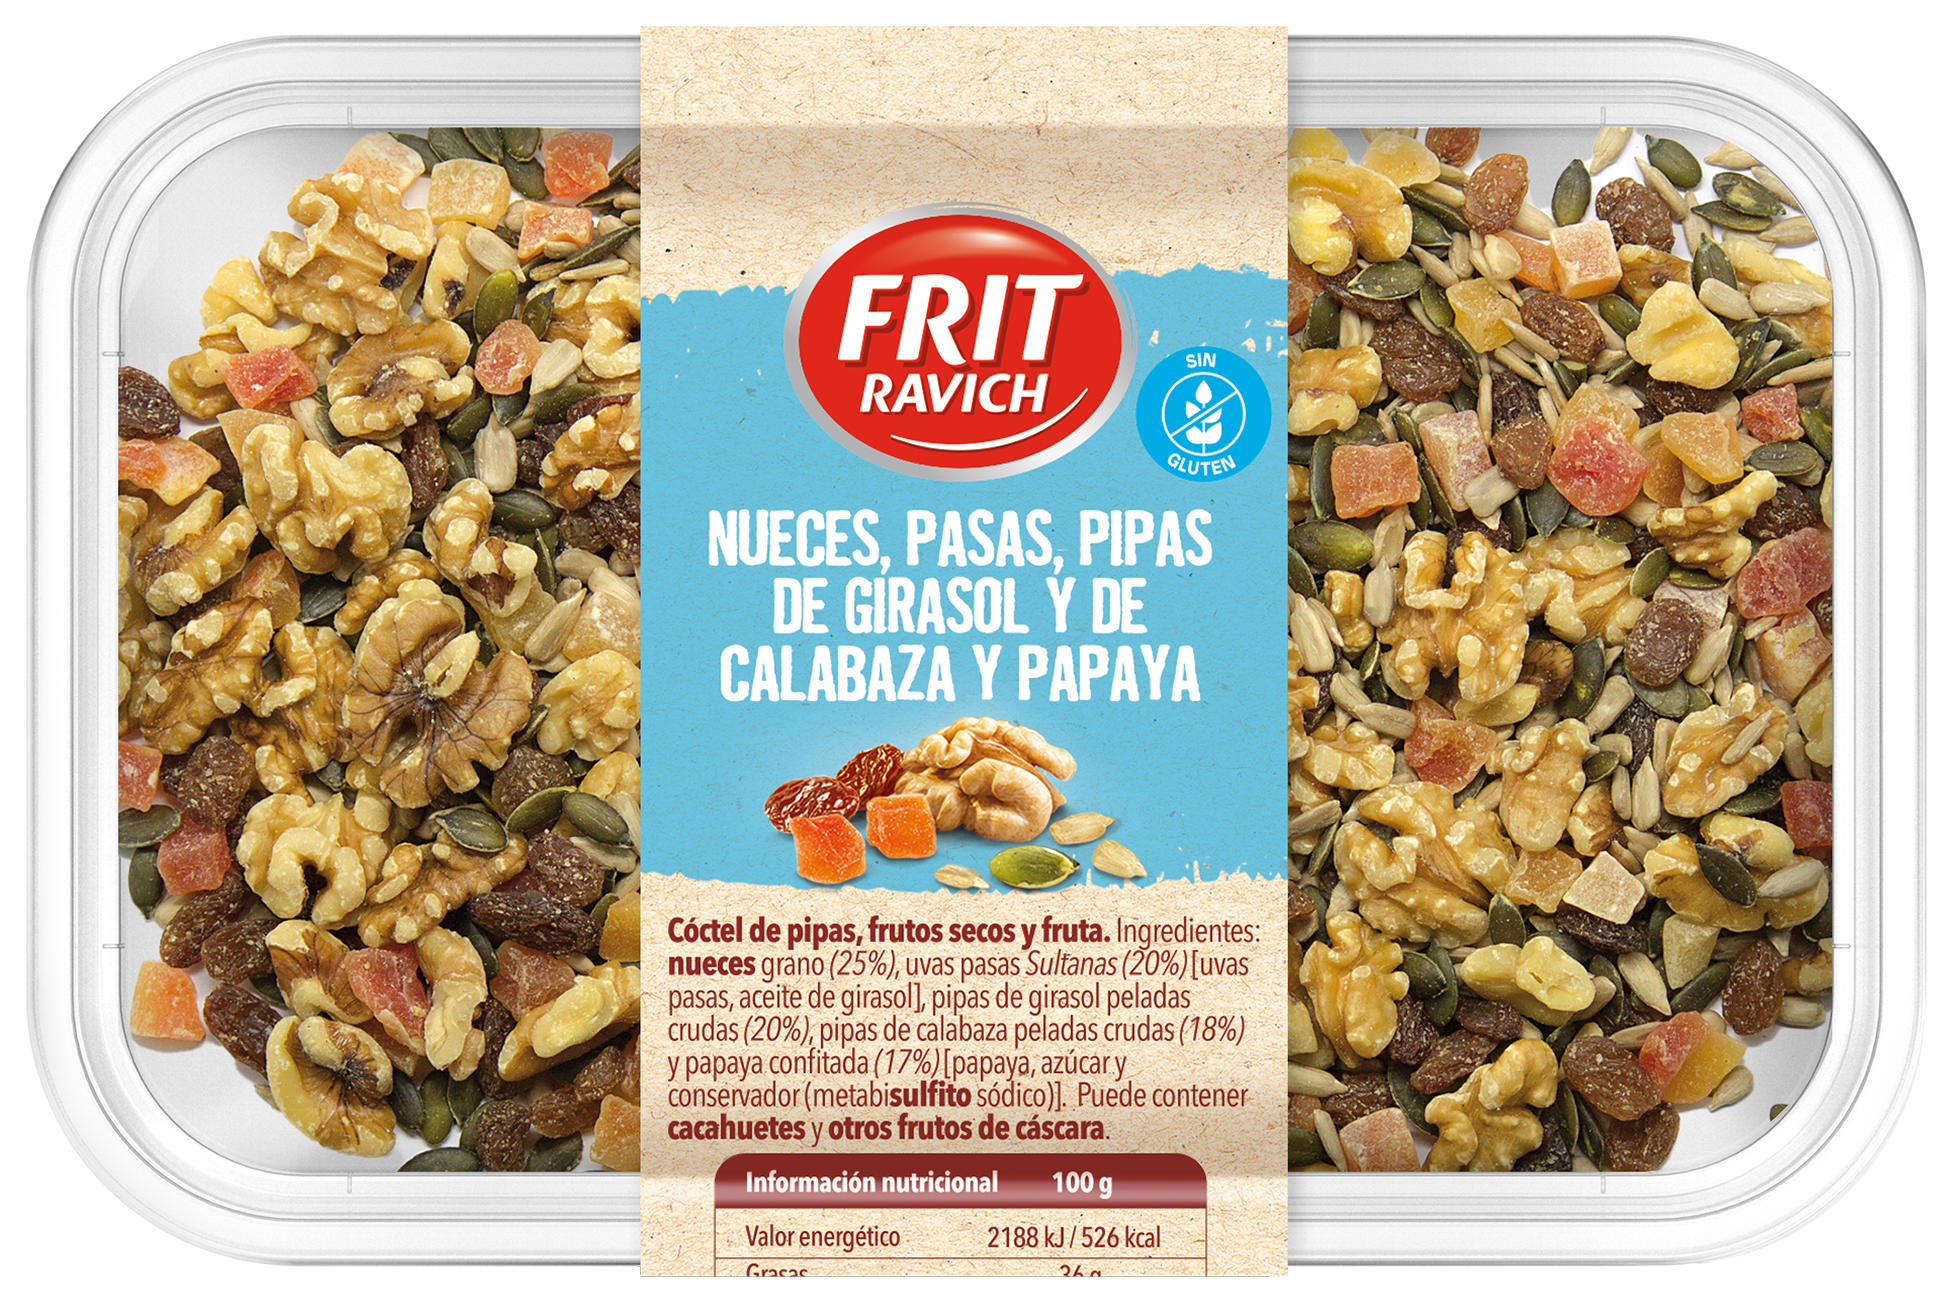 FRIT
RAVICH
SIN
GLUTEN
NUECES, PASAS, PIPAS
DE GIRASOL Y DE
CALABAZA Y PAPAYA
Cóctel de pipas, frutos secos y fruta. Ingredientes:
nueces grano (25%), uvas pasas Sultanas (20%) [uvas
pasas, aceite de girasol], pipas de girasol peladas
crudas (20%), pipas de calabaza peladas crudas (18%)
y papaya confitada (17%) [papaya, azúcar y
conservador (metabisulfito sódico)]. Puede contener
cacahuetes y otros frutos de cáscara.
Información nutricional 100 g
Valor energético 2188 kJ / 526 kcal
Grasas 36 g